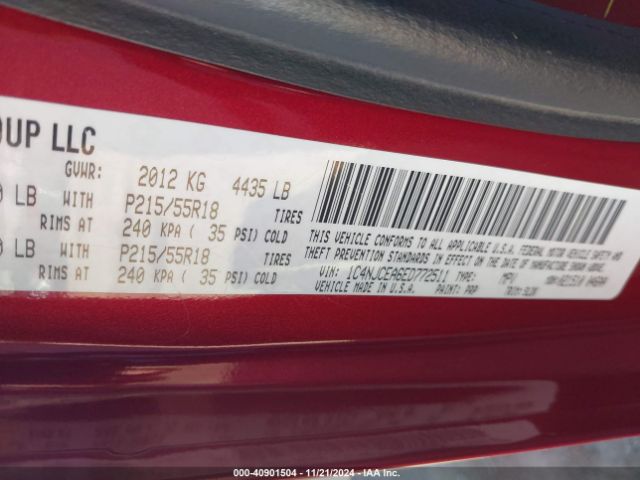 OUP LLC
GVWR: 2012 KG 4435 LB
LB WITH P215/55R18 TIRES
RIMS AT 240 KPA ( 35 PSI) COLD
LB WITH P215/55R18 TIRES
RIMS AT 240 KPA ( 35 PSI) COLD
THIS VEHICLE CONFORMS TO ALL APPLICABLE U.S.A. FEDERAL MOTOR VEHICLE SAFETY AND
THEFT PREVENTION STANDARDS IN EFFECT ON THE DATE OF MANUFACTURE SHOWN ABOVE.
VIN: 1C4NJCEA6ED772511 TYPE: MPV
VEHICLE MADE IN U.S.A. PAINT: PRP TRIM:
000-40901504 - 11/21/2024 - IAAI.COM